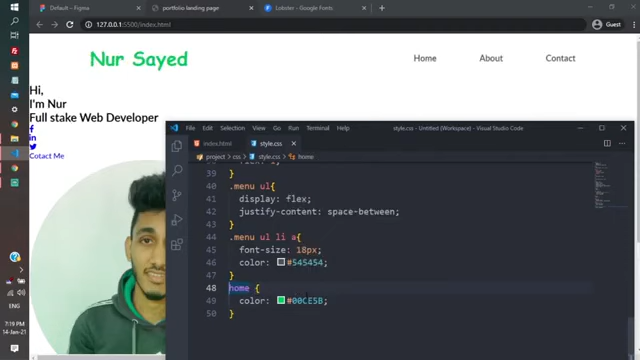 Default – Figma
portfolio landing page
Lobster - Google Fonts
127.0.0.1:5500/index.html
Guest
Nur Sayed
Home
About
Contact
Hi,
I'm Nur
Full stake Web Developer
Cotact Me
File
Edit
Selection
View
Go
Run
Terminal
Help
style.css - Untitled (Workspace) - Visual Studio Code
index.html
style.css
project > css > style.css > home
39 }
40 .menu ul{
41 display: flex;
42 justify-content: space-between;
43 }
44 .menu ul li a{
45 font-size: 18px;
46 color: #545454;
47 }
48 home {
49 color: #00CE5B;
50 }
ENG
7:19 PM
14-Jan-21